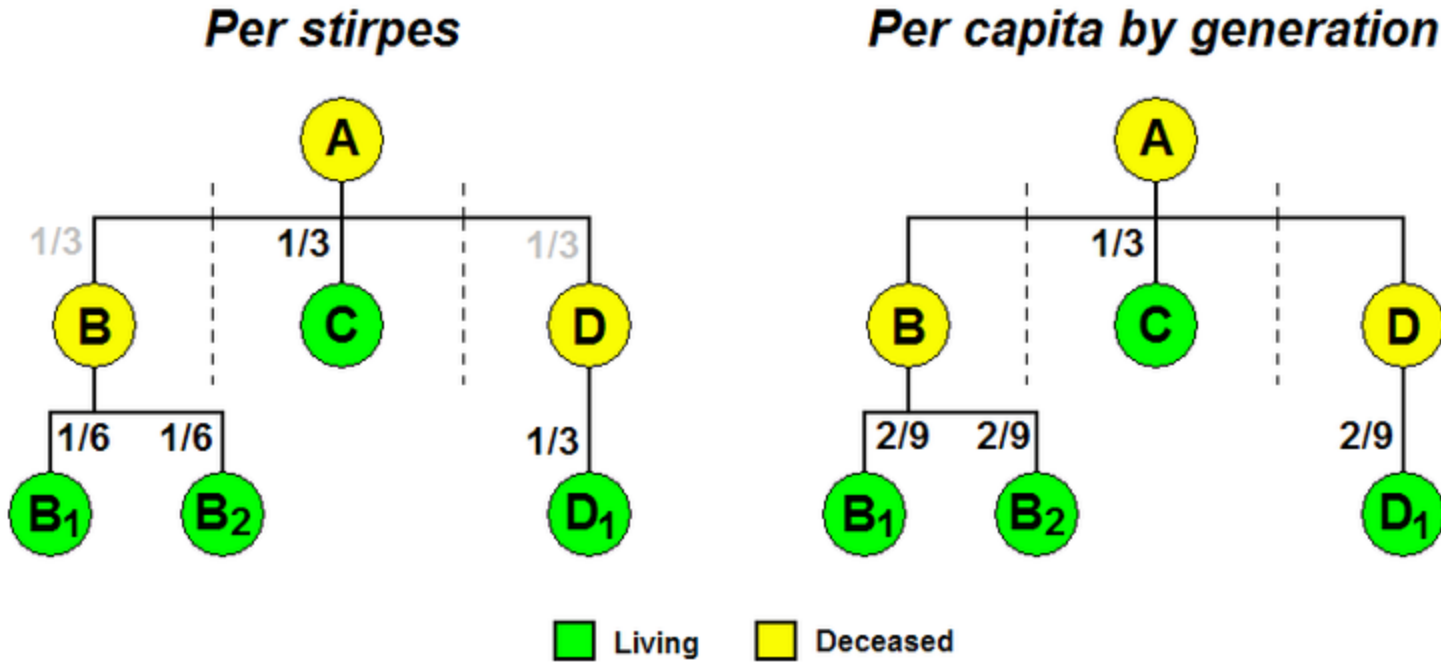 Per stirpes Per capita by generation
A A
1/3 1/3 1/3 1/3
B C D B C D
1/6 1/6 1/3 2/9 2/9 2/9
B1 B2 D1 B1 B2 D1
Living Deceased